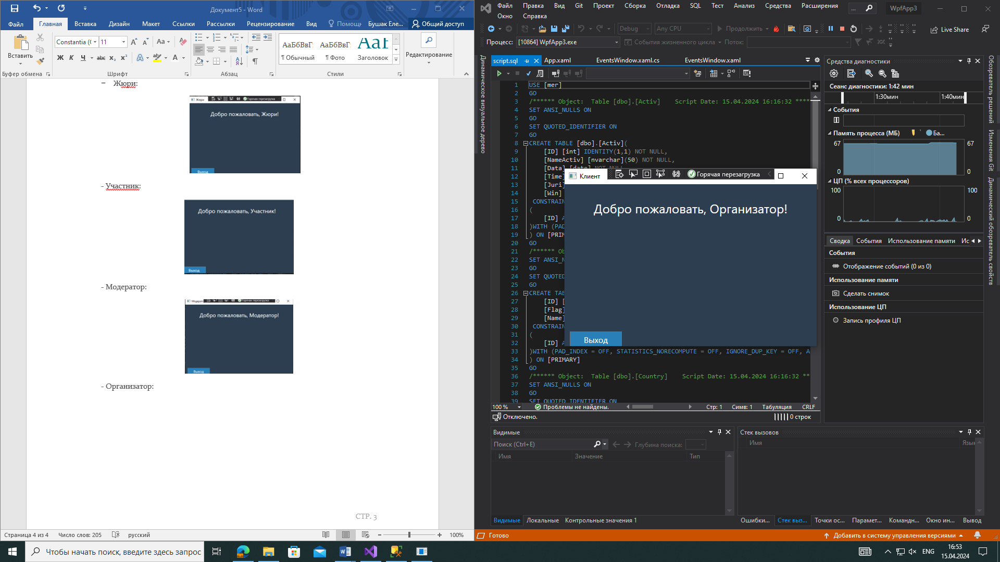 Документ5 - Word
Файл
Главная
Вставка
Дизайн
Макет
Ссылки
Рассылки
Рецензирование
Вид
Помощь
Бушак Еле...
Общий доступ
Вставить
Constantia (
11
Aa
Ж К Ч abc x₂ x²
АаБбВвГ
АаБбВвГ
¶ Обычный
¶ Фото
Заголовок
Редактирование
Буфер обмена
Шрифт
Абзац
Стили
– Жюри:
Жюри
Горячая перезагрузка
Добро пожаловать, Жюри!
Выход
- Участник:
Добро пожаловать, Участник!
Выход
- Модератор:
Горячая перезагрузка
Добро пожаловать, Модератор!
Выход
- Организатор:
СТР. 3
Страница 4 из 4
Число слов: 205
русский
100%
Файл
Правка
Вид
Git
Проект
Сборка
Отладка
SQL
Тест
Анализ
Средства
Расширения
Окно
Справка
...
WpfApp3
Debug
Any CPU
Продолжить
Live Share
Процесс:
[10864] WpfApp3.exe
События жизненного цикла
Поток:
Динамическое визуальное дерево
script.sql
App.xaml
EventsWindow.xaml.cs
EventsWindow.xaml
1 USE [mer]
2 GO
3 /****** Object:  Table [dbo].[Activ]    Script Date: 15.04.2024 16:16:32 *****
4 SET ANSI_NULLS ON
5 GO
6 SET QUOTED_IDENTIFIER ON
7 GO
8 CREATE TABLE [dbo].[Activ](
9 [ID] [int] IDENTITY(1,1) NOT NULL,
10 [NameActiv] [nvarchar](50) NOT NULL,
11 [Data] [date] NOT NULL
12 [Time]
13 [Juri]
14 [Win]
15 CONSTRAIN
16 (
17 [ID] A
18 )WITH (PAD
19 ) ON [PRIM
20 GO
21 /****** Ob
22 SET ANSI_N
23 GO
24 SET QUOTED
25 GO
26 CREATE TAB
27 [ID] [
28 [Flag]
29 [Name]
30 CONSTRAIN
31 (
32 [ID] A
33 )WITH (PAD_INDEX = OFF, STATISTICS_NORECOMPUTE = OFF, IGNORE_DUP_KEY = OFF, A
34 ) ON [PRIMARY]
35 GO
36 /****** Object:  Table [dbo].[Country]    Script Date: 15.04.2024 16:16:32 **
37 SET ANSI_NULLS ON
38 GO
39 SET QUOTED_IDENTIFIER ON
Клиент
Горячая перезагрузка
Добро пожаловать, Организатор!
Выход
100 %
Проблемы не найдены.
Стр: 1
Симв: 1
Табуляция
CRLF
Отключено.
0 строк
Средства диагностики
Сеанс диагностики: 1:42 мин
1:30мин
1:40мин
События
Память процесса (МБ)
Ба...
67
67
0
0
ЦП (% всех процессоров)
100
100
0
0
Сводка
События
Использование памяти
Ис
События
Отображение событий (0 из 0)
Использование памяти
Сделать снимок
Использование ЦП
Запись профиля ЦП
Обозреватель решений
Изменения Git
Динамический обозреватель свойств
Видимые
Поиск (Ctrl+E)
Глубина поиска:
Имя
Значение
Тип
Видимые
Локальные
Контрольные значения 1
Стек вызовов
Имя
Язык
Ошибки...
Стек выз...
Точки ос...
Парамет...
Командн...
Окно ин...
Вывод
Готово
Добавить в систему управления версиями
Чтобы начать поиск, введите здесь запрос
ENG
16:53
15.04.2024